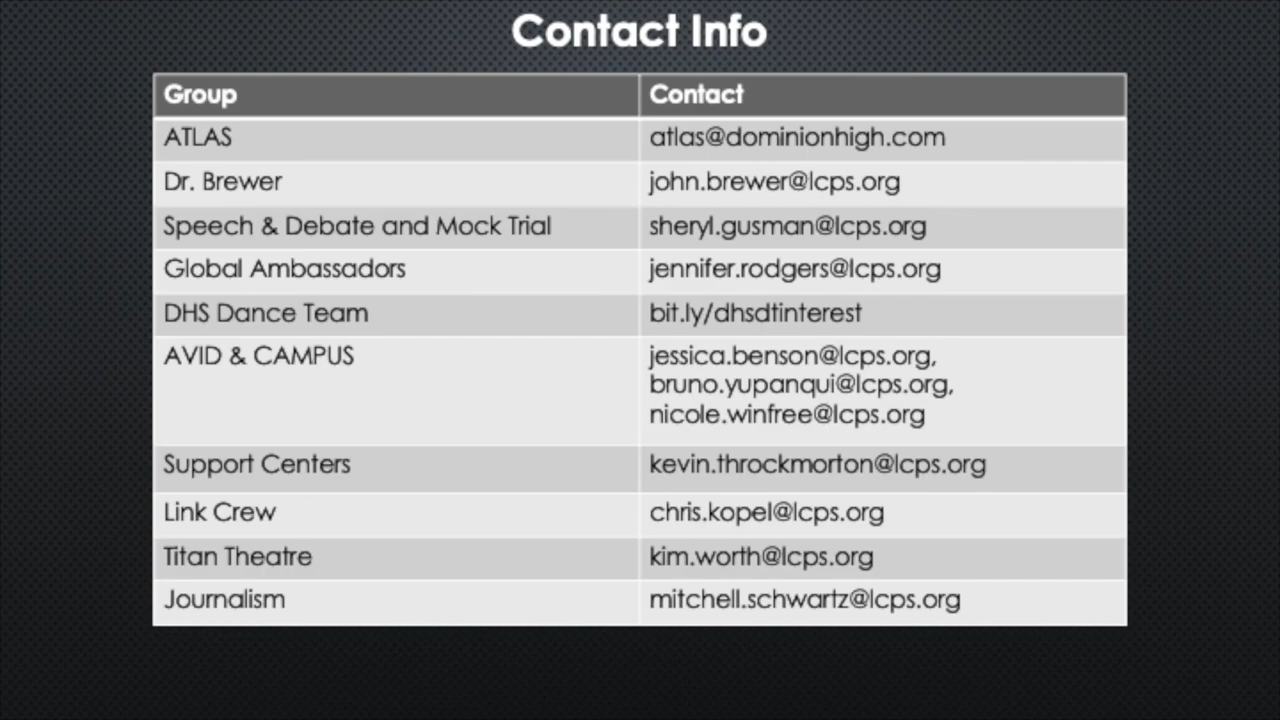 Contact Info
Group Contact
ATLAS atlas@dominionhigh.com
Dr. Brewer john.brewer@lcps.org
Speech & Debate and Mock Trial sheryl.gusman@lcps.org
Global Ambassadors jennifer.rodgers@lcps.org
DHS Dance Team bit.ly/dhsdtinterest
AVID & CAMPUS jessica.benson@lcps.org,
bruno.yupanqui@lcps.org,
nicole.winfree@lcps.org
Support Centers kevin.throckmorton@lcps.org
Link Crew chris.kopel@lcps.org
Titan Theatre kim.worth@lcps.org
Journalism mitchell.schwartz@lcps.org